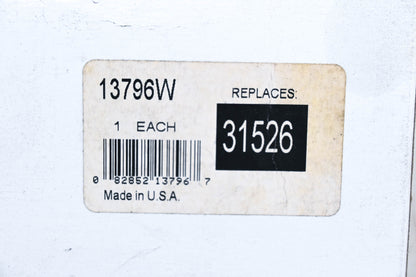 13796W
1 EACH
0 82852 13796 7
Made in U.S.A.
REPLACES:
31526